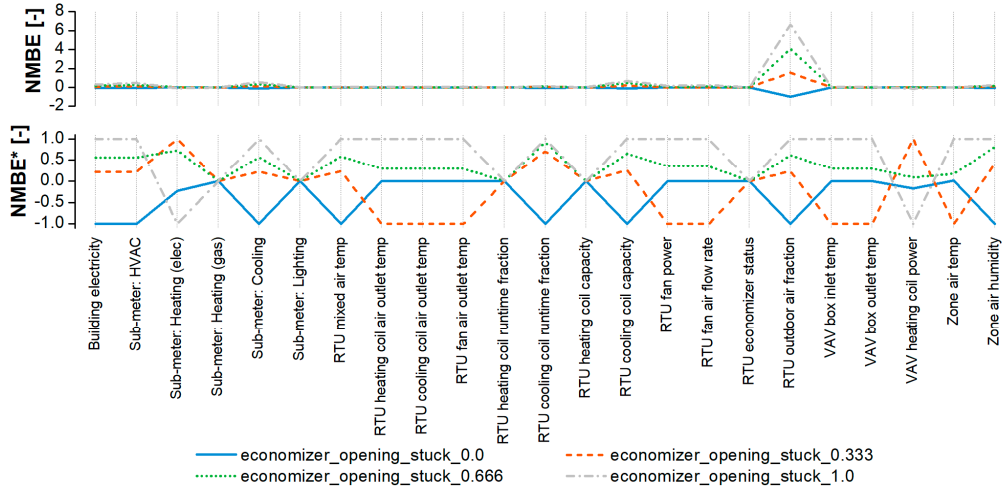 NMBE [-]
8
6
4
2
0
-2
NMBE* [-]
1.0
0.5
0.0
-0.5
-1.0
Building electricity
Sub-meter: HVAC
Sub-meter: Heating (elec)
Sub-meter: Heating (gas)
Sub-meter: Cooling
Sub-meter: Lighting
RTU mixed air temp
RTU heating coil air outlet temp
RTU cooling coil air outlet temp
RTU fan air outlet temp
RTU heating coil runtime fraction
RTU cooling coil runtime fraction
RTU heating coil capacity
RTU cooling coil capacity
RTU fan power
RTU fan air flow rate
RTU economizer status
RTU outdoor air fraction
VAV box inlet temp
VAV box outlet temp
VAV heating coil power
Zone air temp
Zone air humidity
economizer_opening_stuck_0.0
economizer_opening_stuck_0.333
economizer_opening_stuck_0.666
economizer_opening_stuck_1.0